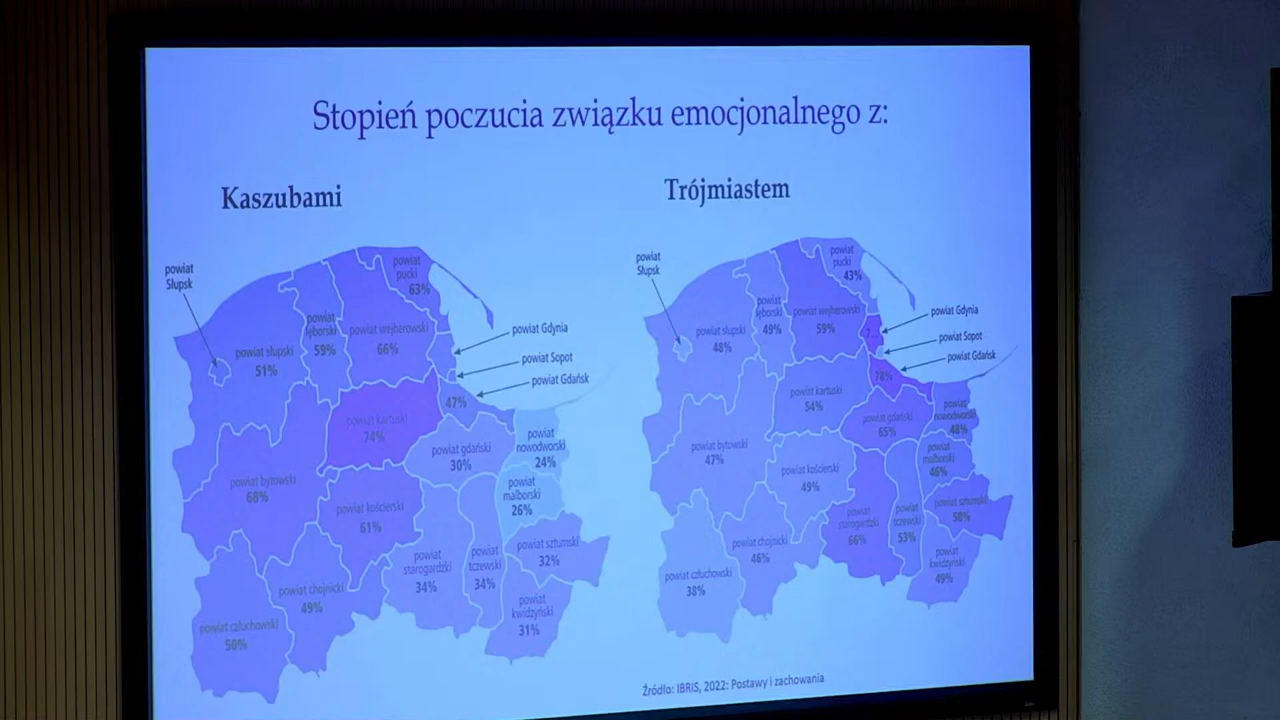 Stopień poczucia związku emocjonalnego z:
Kaszubami
powiat
Słupsk
powiat
pucki
63%
powiat
lęborski
59%
powiat wejherowski
66%
powiat słupski
51%
powiat Gdynia
powiat Sopot
powiat Gdańsk
47%
powiat kartuski
74%
powiat gdański
30%
powiat
nowodworski
24%
powiat
malborski
26%
powiat bytowski
68%
powiat kościerski
61%
powiat sztumski
32%
powiat
starogardzki
34%
powiat
tczewski
34%
powiat chojnicki
49%
powiat
kwidzyński
31%
powiat człuchowski
50%
Trójmiastem
powiat
Słupsk
powiat
pucki
43%
powiat
lęborski
49%
powiat wejherowski
59%
powiat słupski
48%
7...
powiat Gdynia
powiat Sopot
powiat Gdańsk
78%
powiat kartuski
54%
powiat gdański
65%
powiat
nowodworski
48%
powiat
malborski
46%
powiat bytowski
47%
powiat kościerski
49%
powiat sztumski
58%
powiat
starogardzki
66%
powiat
tczewski
53%
powiat chojnicki
46%
powiat
kwidzyński
49%
powiat człuchowski
38%
Źródło: IBRIS, 2022: Postawy i zachowania